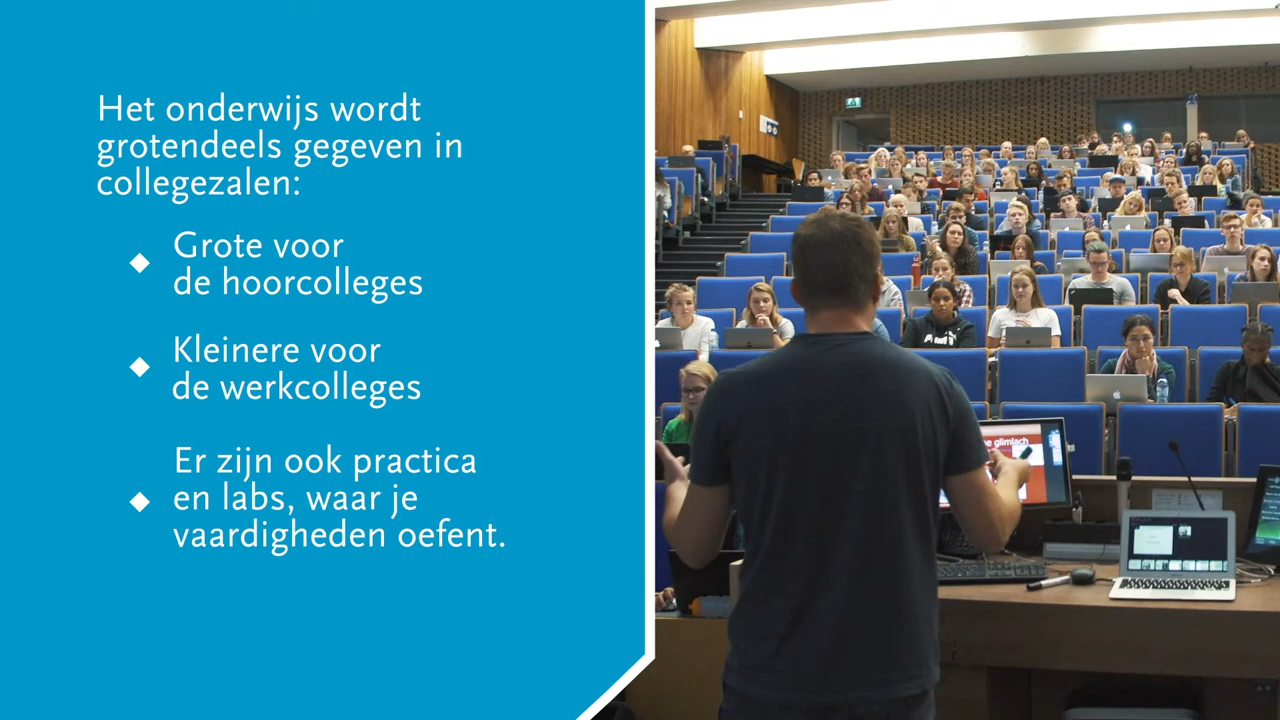 Het onderwijs wordt
grotendeels gegeven in
collegezalen:
Grote voor
de hoorcolleges
Kleinere voor
de werkcolleges
Er zijn ook practica
en labs, waar je
vaardigheden oefent.
glimlach